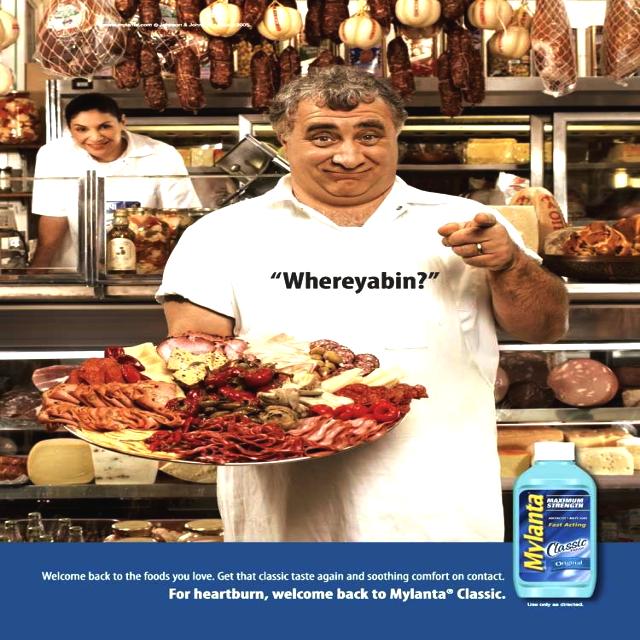 “Whereyabin?”
Mylanta
MAXIMUM
STRENGTH
Fast Acting
Classic
Original
Welcome back to the foods you love. Get that classic taste again and soothing comfort on contact.
For heartburn, welcome back to Mylanta® Classic.
Use only as directed.